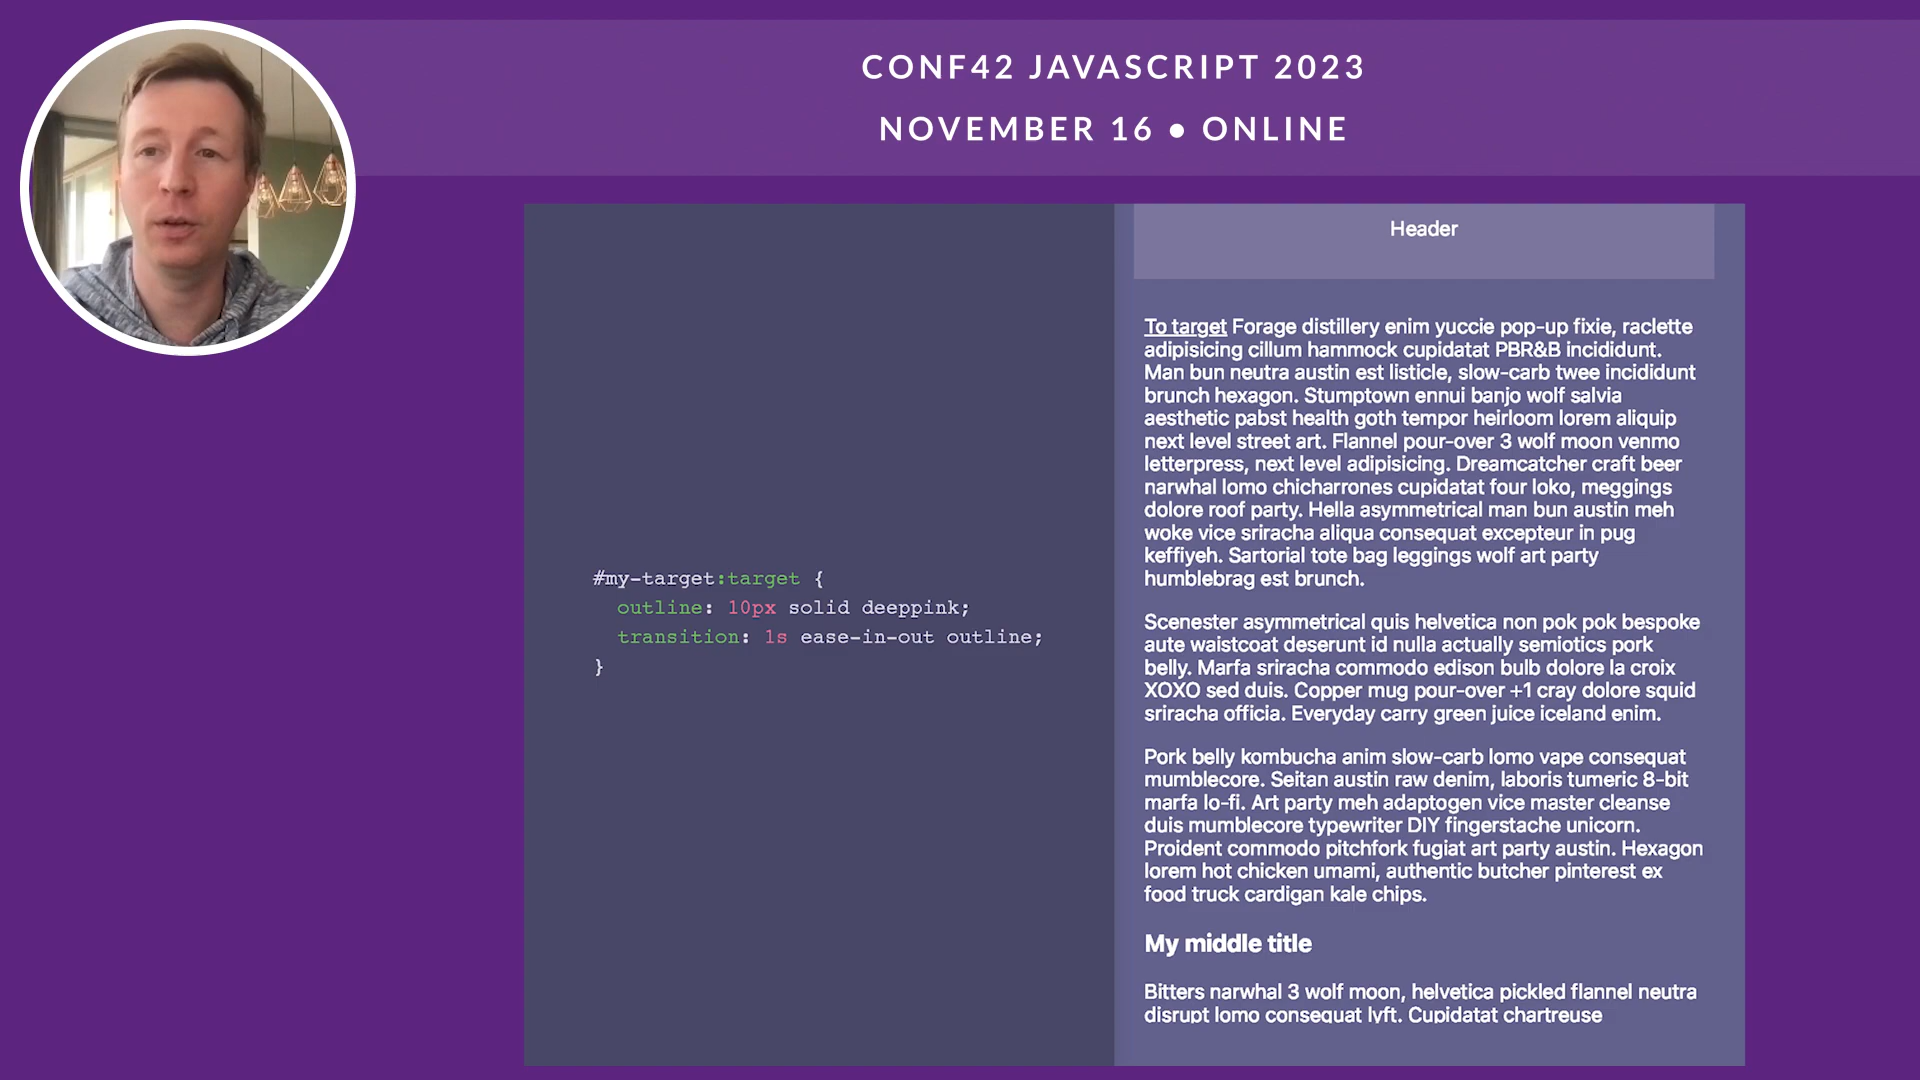 CONF42 JAVASCRIPT 2023
NOVEMBER 16 • ONLINE
#my-target:target {
  outline: 10px solid deeppink;
  transition: 1s ease-in-out outline;
}
Header
To target Forage distillery enim yuccie pop-up fixie, raclette
adipisicing cillum hammock cupidatat PBR&B incididunt.
Man bun neutra austin est listicle, slow-carb twee incididunt
brunch hexagon. Stumptown ennui banjo wolf salvia
aesthetic pabst health goth tempor heirloom lorem aliquip
next level street art. Flannel pour-over 3 wolf moon venmo
letterpress, next level adipisicing. Dreamcatcher craft beer
narwhal lomo chicharrones cupidatat four loko, meggings
dolore roof party. Hella asymmetrical man bun austin meh
woke vice sriracha aliqua consequat excepteur in pug
keffiyeh. Sartorial tote bag leggings wolf art party
humblebrag est brunch.
Scenester asymmetrical quis helvetica non pok pok bespoke
aute waistcoat deserunt id nulla actually semiotics pork
belly. Marfa sriracha commodo edison bulb dolore la croix
XOXO sed duis. Copper mug pour-over +1 cray dolore squid
sriracha officia. Everyday carry green juice iceland enim.
Pork belly kombucha anim slow-carb lomo vape consequat
mumblecore. Seitan austin raw denim, laboris tumeric 8-bit
marfa lo-fi. Art party meh adaptogen vice master cleanse
duis mumblecore typewriter DIY fingerstache unicorn.
Proident commodo pitchfork fugiat art party austin. Hexagon
lorem hot chicken umami, authentic butcher pinterest ex
food truck cardigan kale chips.
My middle title
Bitters narwhal 3 wolf moon, helvetica pickled flannel neutra
disrupt lomo consequat lyft. Cupidatat chartreuse